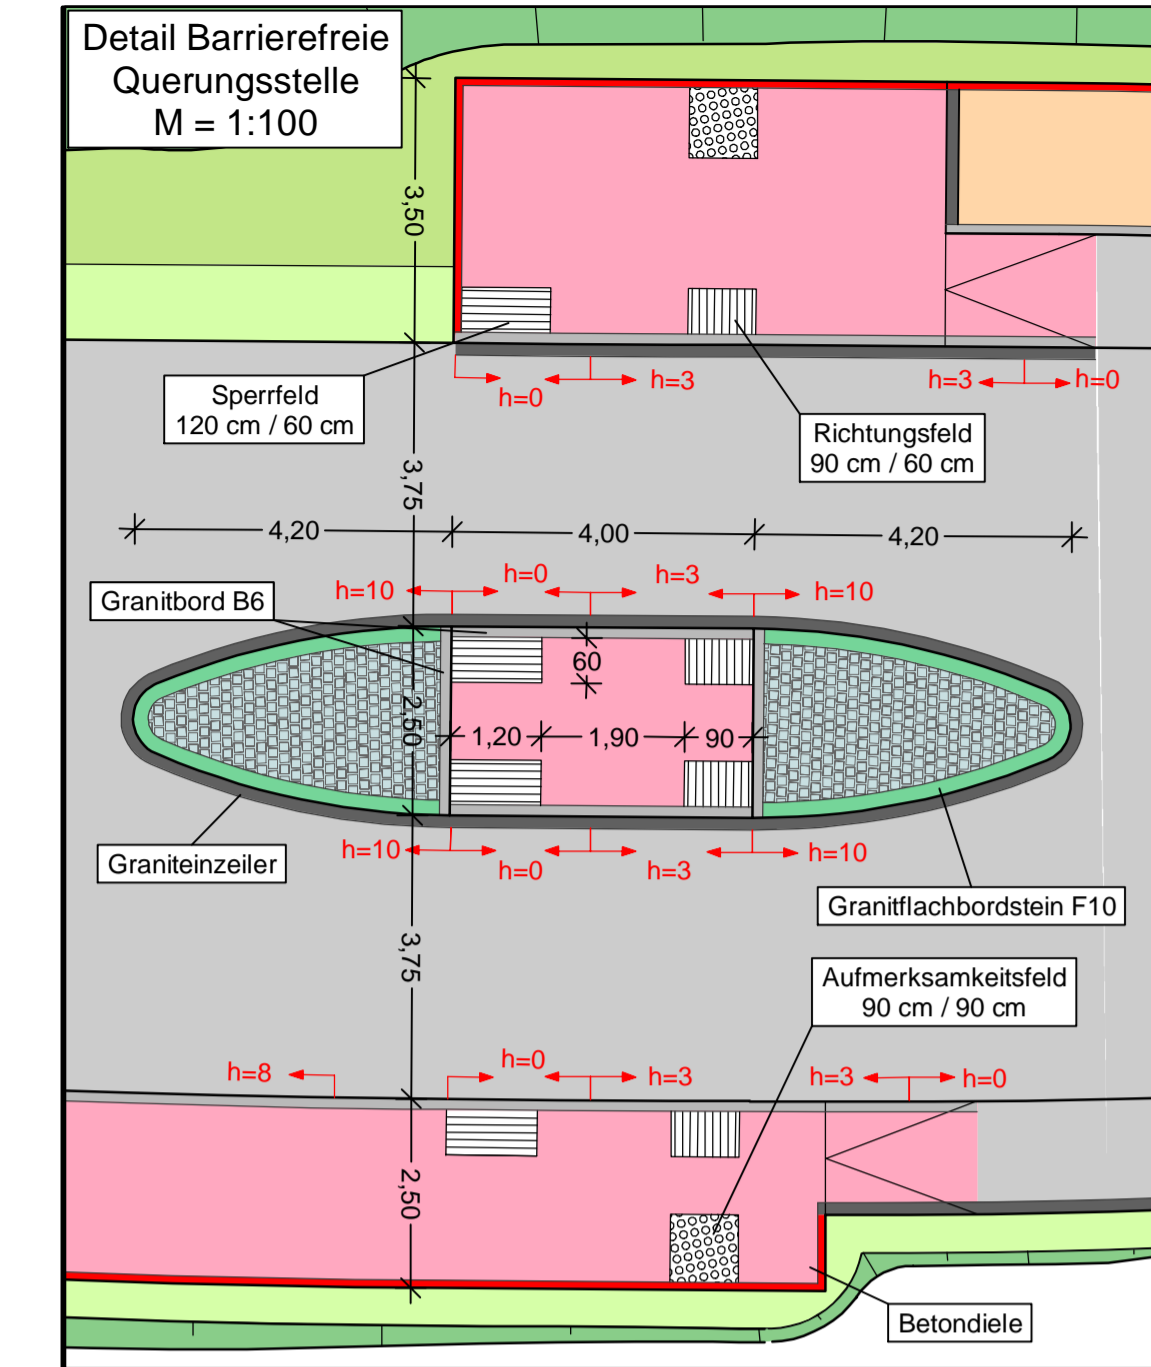 Detail Barrierefreie
Querungsstelle
M = 1:100
3,50
Sperrfeld
120 cm / 60 cm
h=0
h=3
h=3
h=0
Richtungsfeld
90 cm / 60 cm
3,75
4,20
4,00
4,20
Granitbord B6
h=10
h=0
h=3
h=10
60
2,50
1,20
1,90
90
Graniteinzeiler
h=10
h=0
h=3
h=10
Granitflachbordstein F10
3,75
Aufmerksamkeitsfeld
90 cm / 90 cm
h=8
h=0
h=3
h=3
h=0
2,50
Betondiele